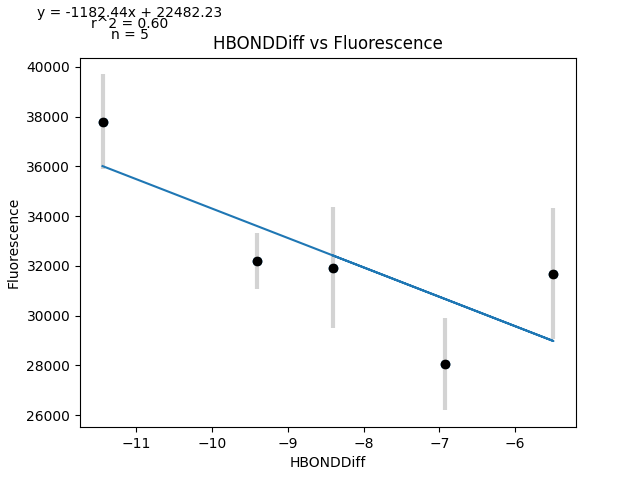 y = -1182.44x + 22482.23
r^2 = 0.60
n = 5
HBONDDiff vs Fluorescence
40000
38000
36000
34000
32000
30000
28000
26000
Fluorescence
−11
−10
−9
−8
−7
−6
HBONDDiff